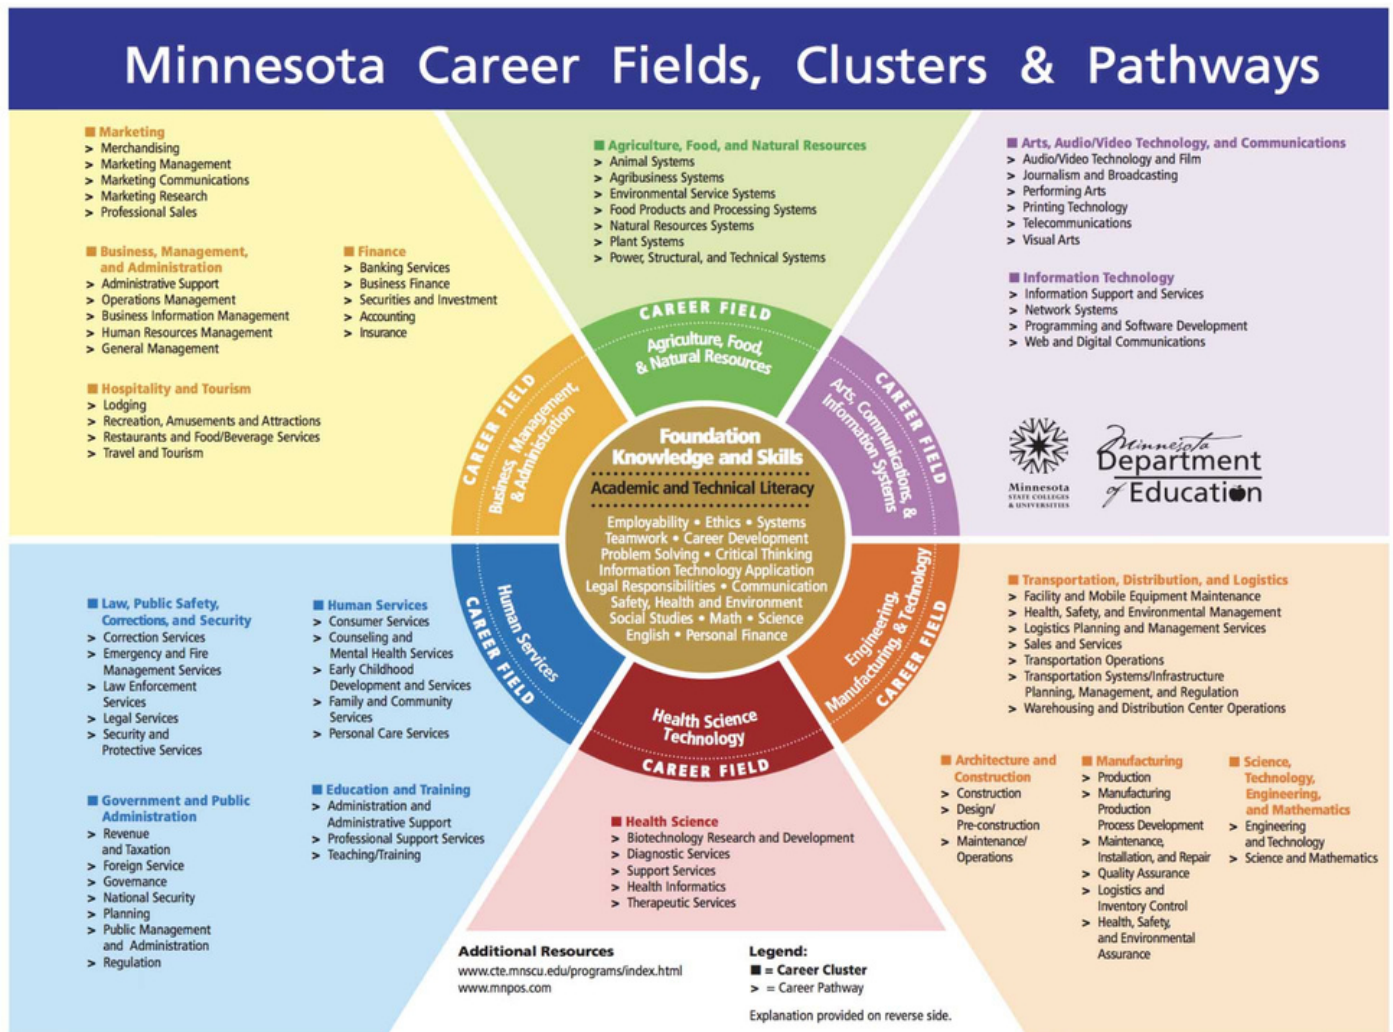 Minnesota Career Fields, Clusters & Pathways
■ Marketing
> Merchandising
> Marketing Management
> Marketing Communications
> Marketing Research
> Professional Sales
■ Business, Management,
and Administration
> Administrative Support
> Operations Management
> Business Information Management
> Human Resources Management
> General Management
■ Finance
> Banking Services
> Business Finance
> Securities and Investment
> Accounting
> Insurance
■ Hospitality and Tourism
> Lodging
> Recreation, Amusements and Attractions
> Restaurants and Food/Beverage Services
> Travel and Tourism
■ Agriculture, Food, and Natural Resources
> Animal Systems
> Agribusiness Systems
> Environmental Service Systems
> Food Products and Processing Systems
> Natural Resources Systems
> Plant Systems
> Power, Structural, and Technical Systems
■ Arts, Audio/Video Technology, and Communications
> Audio/Video Technology and Film
> Journalism and Broadcasting
> Performing Arts
> Printing Technology
> Telecommunications
> Visual Arts
■ Information Technology
> Information Support and Services
> Network Systems
> Programming and Software Development
> Web and Digital Communications
Minnesota
STATE COLLEGES
& UNIVERSITIES
Minnesota
Department
of Education
CAREER FIELD
Agriculture, Food,
& Natural Resources
CAREER FIELD
Business, Management,
& Administration
CAREER FIELD
Arts, Communications, &
Information Systems
Foundation
Knowledge and Skills
Academic and Technical Literacy
Employability • Ethics • Systems
Teamwork • Career Development
Problem Solving • Critical Thinking
Information Technology Application
Legal Responsibilities • Communication
Safety, Health and Environment
Social Studies • Math • Science
English • Personal Finance
Human Services
CAREER FIELD
Engineering,
Manufacturing, & Technology
CAREER FIELD
Health Science
Technology
CAREER FIELD
■ Law, Public Safety,
Corrections, and Security
> Correction Services
> Emergency and Fire
Management Services
> Law Enforcement
Services
> Legal Services
> Security and
Protective Services
■ Human Services
> Consumer Services
> Counseling and
Mental Health Services
> Early Childhood
Development and Services
> Family and Community
Services
> Personal Care Services
■ Government and Public
Administration
> Revenue
and Taxation
> Foreign Service
> Governance
> National Security
> Planning
> Public Management
and Administration
> Regulation
■ Education and Training
> Administration and
Administrative Support
> Professional Support Services
> Teaching/Training
■ Health Science
> Biotechnology Research and Development
> Diagnostic Services
> Support Services
> Health Informatics
> Therapeutic Services
■ Transportation, Distribution, and Logistics
> Facility and Mobile Equipment Maintenance
> Health, Safety, and Environmental Management
> Logistics Planning and Management Services
> Sales and Services
> Transportation Operations
> Transportation Systems/Infrastructure
Planning, Management, and Regulation
> Warehousing and Distribution Center Operations
■ Architecture and
Construction
> Construction
> Design/
Pre-construction
> Maintenance/
Operations
■ Manufacturing
> Production
> Manufacturing
Production
Process Development
> Maintenance,
Installation, and Repair
> Quality Assurance
> Logistics and
Inventory Control
> Health, Safety,
and Environmental
Assurance
■ Science,
Technology,
Engineering,
and Mathematics
> Engineering
and Technology
> Science and Mathematics
Additional Resources
www.cte.mnscu.edu/programs/index.html
www.mnpos.com
Legend:
■ = Career Cluster
> = Career Pathway
Explanation provided on reverse side.